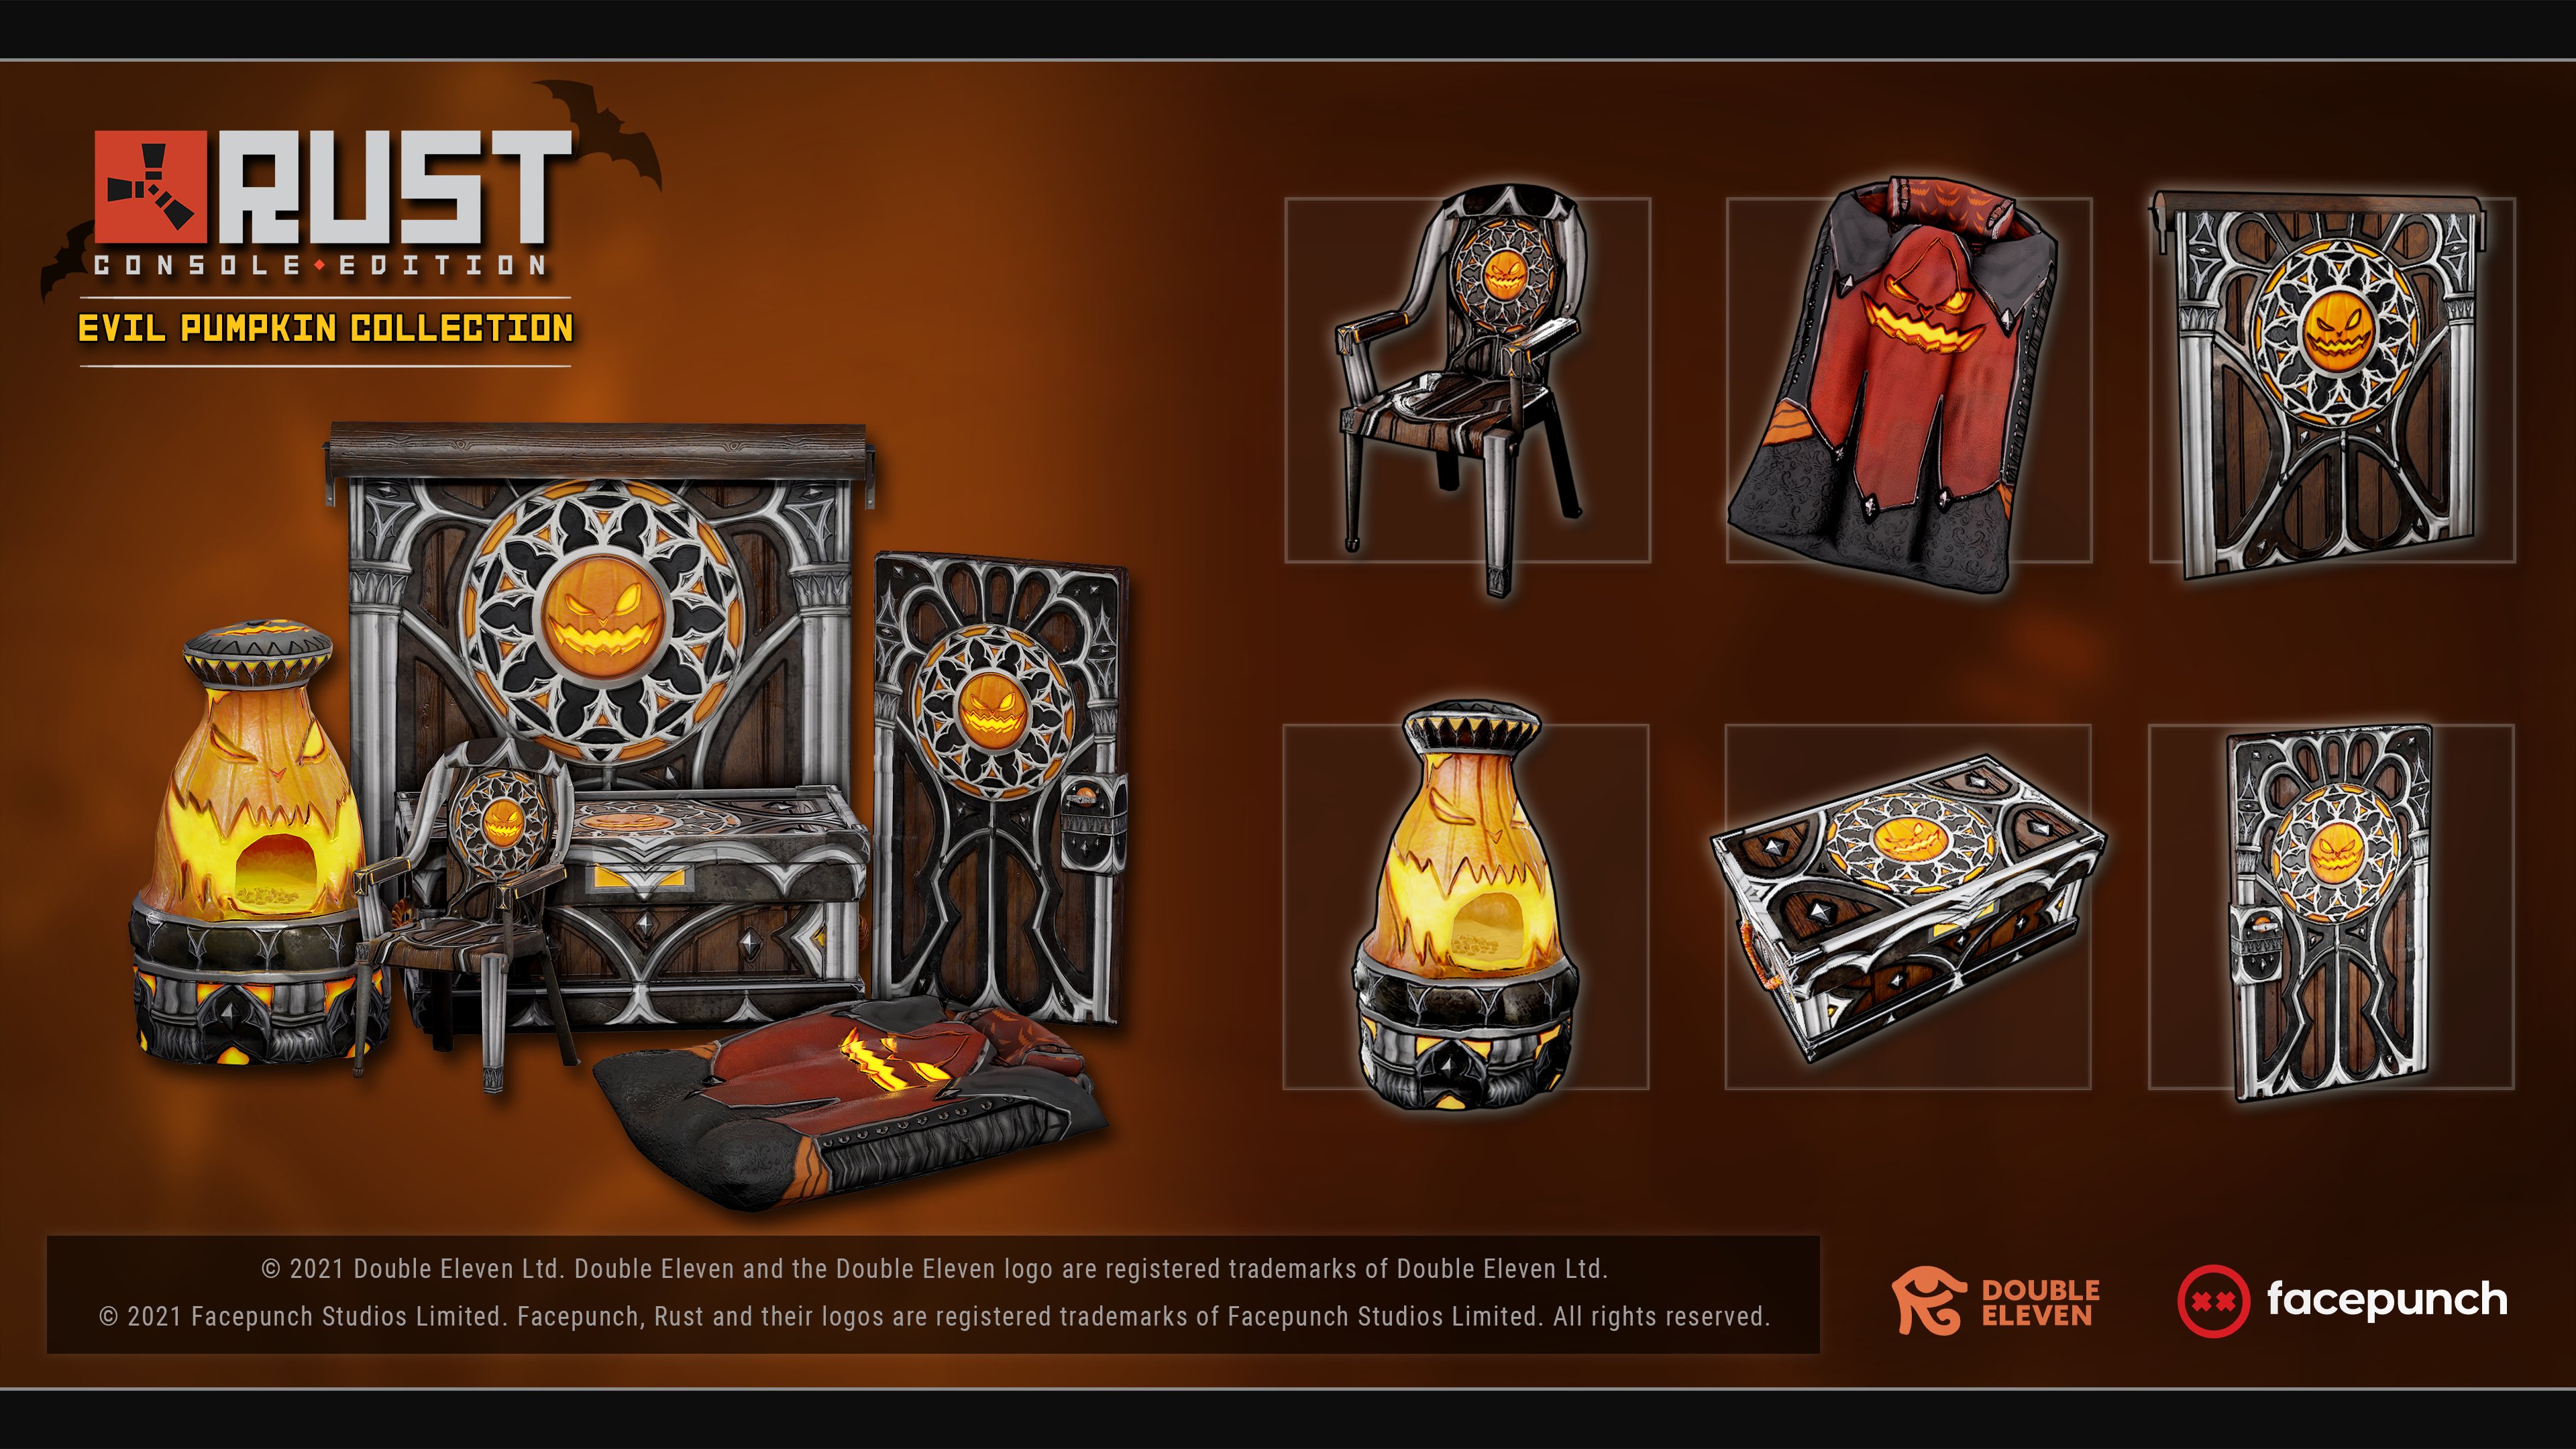 RUST
CONSOLE EDITION
EVIL PUMPKIN COLLECTION
© 2021 Double Eleven Ltd. Double Eleven and the Double Eleven logo are registered trademarks of Double Eleven Ltd.
© 2021 Facepunch Studios Limited. Facepunch, Rust and their logos are registered trademarks of Facepunch Studios Limited. All rights reserved.
DOUBLE
ELEVEN
facepunch